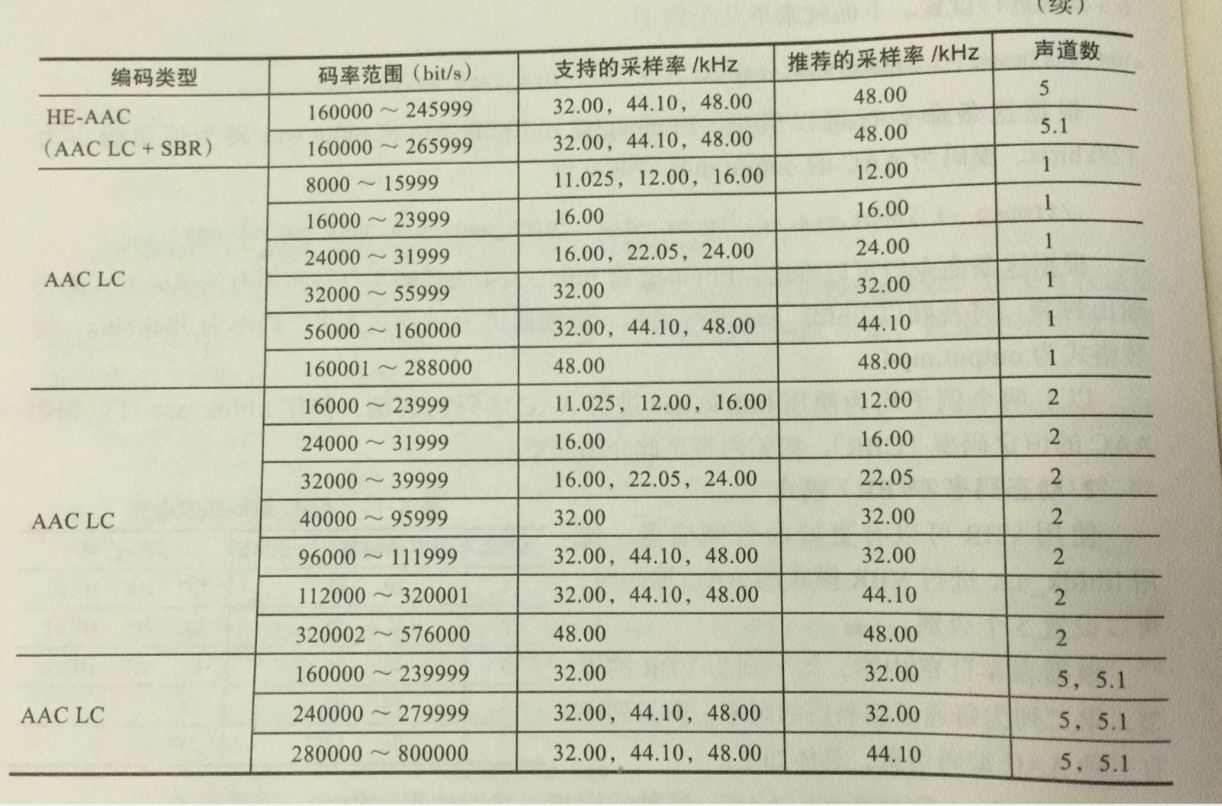 （续）
编码类型 码率范围（bit/s） 支持的采样率 /kHz 推荐的采样率 /kHz 声道数
HE-AAC（AAC LC + SBR） 160000～245999 32.00，44.10，48.00 48.00 5
160000～265999 32.00，44.10，48.00 48.00 5.1
AAC LC 8000～15999 11.025，12.00，16.00 12.00 1
16000～23999 16.00 16.00 1
24000～31999 16.00，22.05，24.00 24.00 1
32000～55999 32.00 32.00 1
56000～160000 32.00，44.10，48.00 44.10 1
160001～288000 48.00 48.00 1
AAC LC 16000～23999 11.025，12.00，16.00 12.00 2
24000～31999 16.00 16.00 2
32000～39999 16.00，22.05，24.00 22.05 2
40000～95999 32.00 32.00 2
96000～111999 32.00，44.10，48.00 32.00 2
112000～320001 32.00，44.10，48.00 44.10 2
320002～576000 48.00 48.00 2
AAC LC 160000～239999 32.00 32.00 5，5.1
240000～279999 32.00，44.10，48.00 32.00 5，5.1
280000～800000 32.00，44.10，48.00 44.10 5，5.1